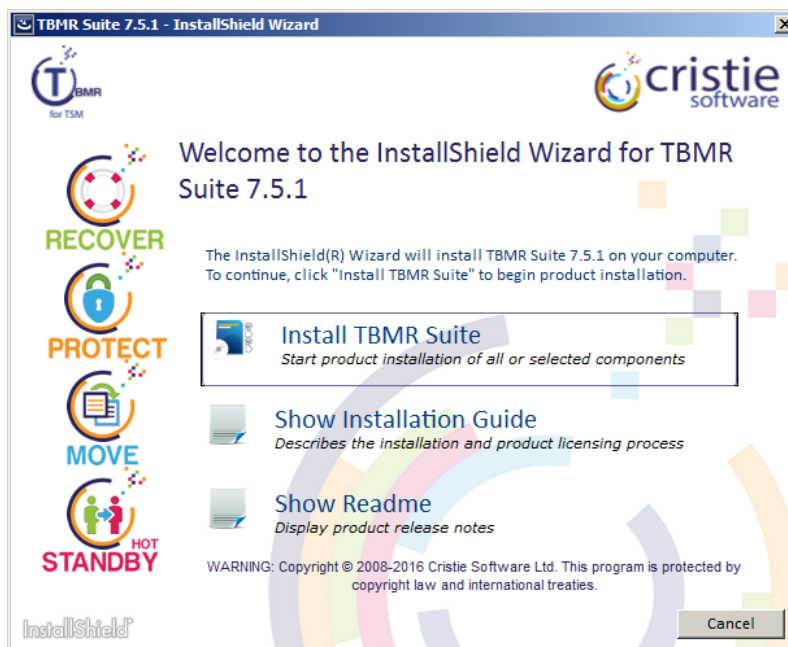 TBMR Suite 7.5.1 - InstallShield Wizard
TBMR
for TSM
cristie
software
Welcome to the InstallShield Wizard for TBMR
Suite 7.5.1
RECOVER
PROTECT
MOVE
HOT
STANDBY
The InstallShield(R) Wizard will install TBMR Suite 7.5.1 on your computer.
To continue, click "Install TBMR Suite" to begin product installation.
Install TBMR Suite
Start product installation of all or selected components
Show Installation Guide
Describes the installation and product licensing process
Show Readme
Display product release notes
WARNING: Copyright © 2008-2016 Cristie Software Ltd. This program is protected by
copyright law and international treaties.
InstallShield
Cancel